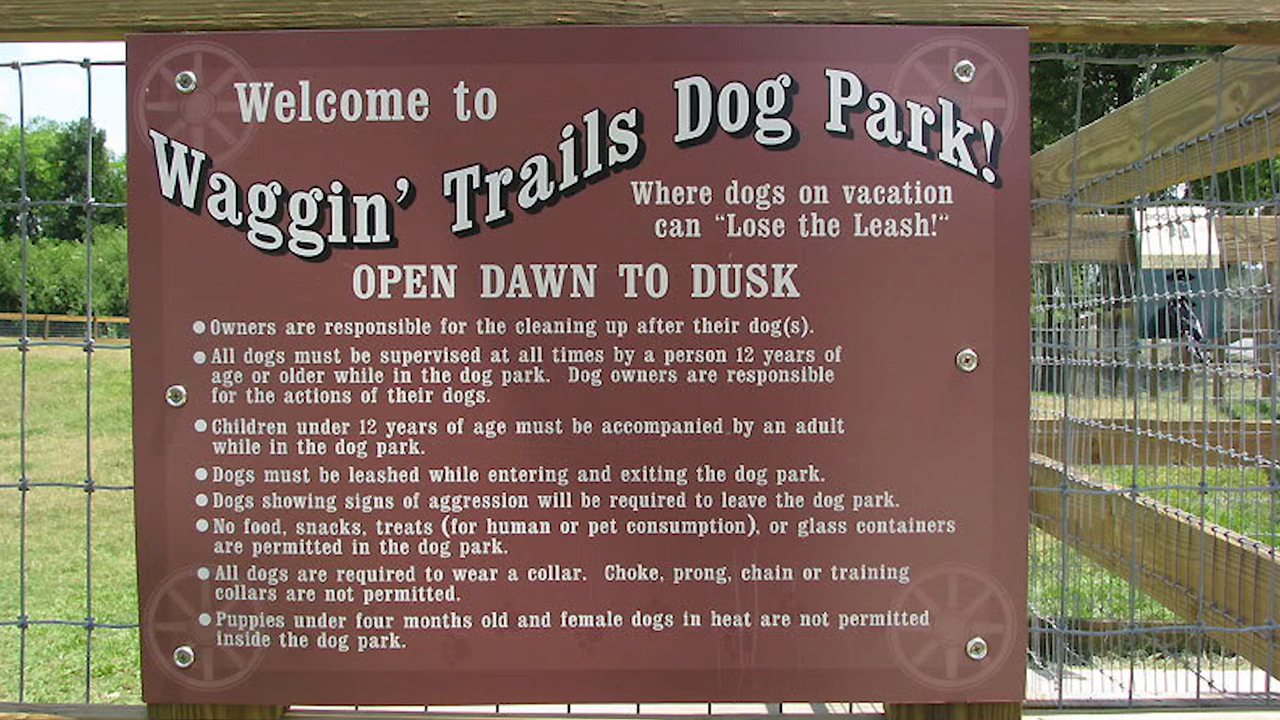 Welcome to
Waggin' Trails Dog Park!
Where dogs on vacation
can "Lose the Leash!"
OPEN DAWN TO DUSK
● Owners are responsible for the cleaning up after their dog(s).
● All dogs must be supervised at all times by a person 12 years of
age or older while in the dog park. Dog owners are responsible
for the actions of their dogs.
● Children under 12 years of age must be accompanied by an adult
while in the dog park.
● Dogs must be leashed while entering and exiting the dog park.
● Dogs showing signs of aggression will be required to leave the dog park.
● No food, snacks, treats (for human or pet consumption), or glass containers
are permitted in the dog park.
● All dogs are required to wear a collar. Choke, prong, chain or training
collars are not permitted.
● Puppies under four months old and female dogs in heat are not permitted
inside the dog park.